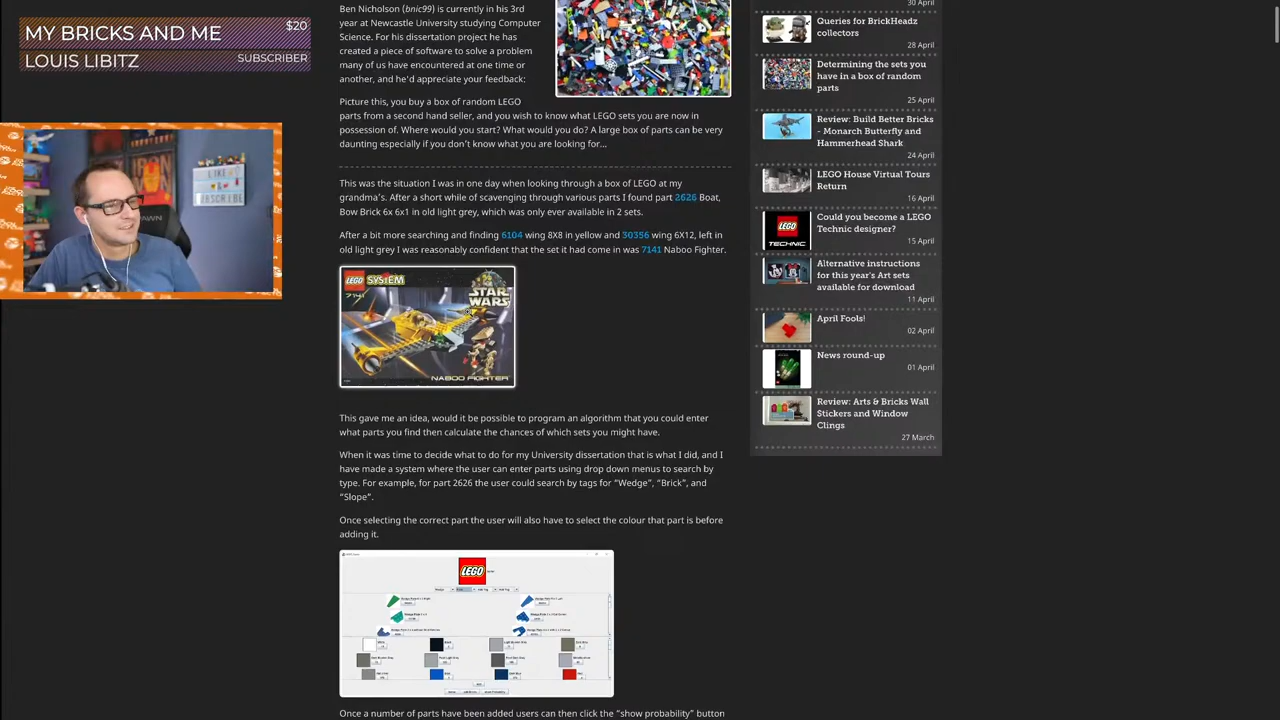 MY BRICKS AND ME
$20
LOUIS LIBITZ
SUBSCRIBER
Ben Nicholson (bnic99) is currently in his 3rd
year at Newcastle University studying Computer
Science. For his dissertation project he has
created a piece of software to solve a problem
many of us have encountered at one time or
another, and he'd appreciate your feedback:
Picture this, you buy a box of random LEGO
parts from a second hand seller, and you wish to know what LEGO sets you are now in
possession of. Where would you start? What would you do? A large box of parts can be very
daunting especially if you don't know what you are looking for...
This was the situation I was in one day when looking through a box of LEGO at my
grandma's. After a short while of scavenging through various parts I found part 2626 Boat,
Bow Brick 6x 6x1 in old light grey, which was only ever available in 2 sets.
After a bit more searching and finding 6104 wing 8X8 in yellow and 30356 wing 6X12, left in
old light grey I was reasonably confident that the set it had come in was 7141 Naboo Fighter.
LEGO SYSTEM
7141
STAR
WARS
NABOO FIGHTER
This gave me an idea, would it be possible to program an algorithm that you could enter
what parts you find then calculate the chances of which sets you might have.
When it was time to decide what to do for my University dissertation that is what I did, and I
have made a system where the user can enter parts using drop down menus to search by
type. For example, for part 2626 the user could search by tags for "Wedge", "Brick", and
"Slope".
Once selecting the correct part the user will also have to select the colour that part is before
adding it.
LEGO
Once a number of parts have been added users can then click the "show probability" button
30 April
Queries for BrickHeadz
collectors
28 April
Determining the sets you
have in a box of random
parts
25 April
Review: Build Better Bricks
- Monarch Butterfly and
Hammerhead Shark
24 April
LEGO House Virtual Tours
Return
16 April
LEGO
TECHNIC
Could you become a LEGO
Technic designer?
15 April
Alternative instructions
for this year's Art sets
available for download
11 April
April Fools!
02 April
News round-up
01 April
Review: Arts & Bricks Wall
Stickers and Window
Clings
27 March